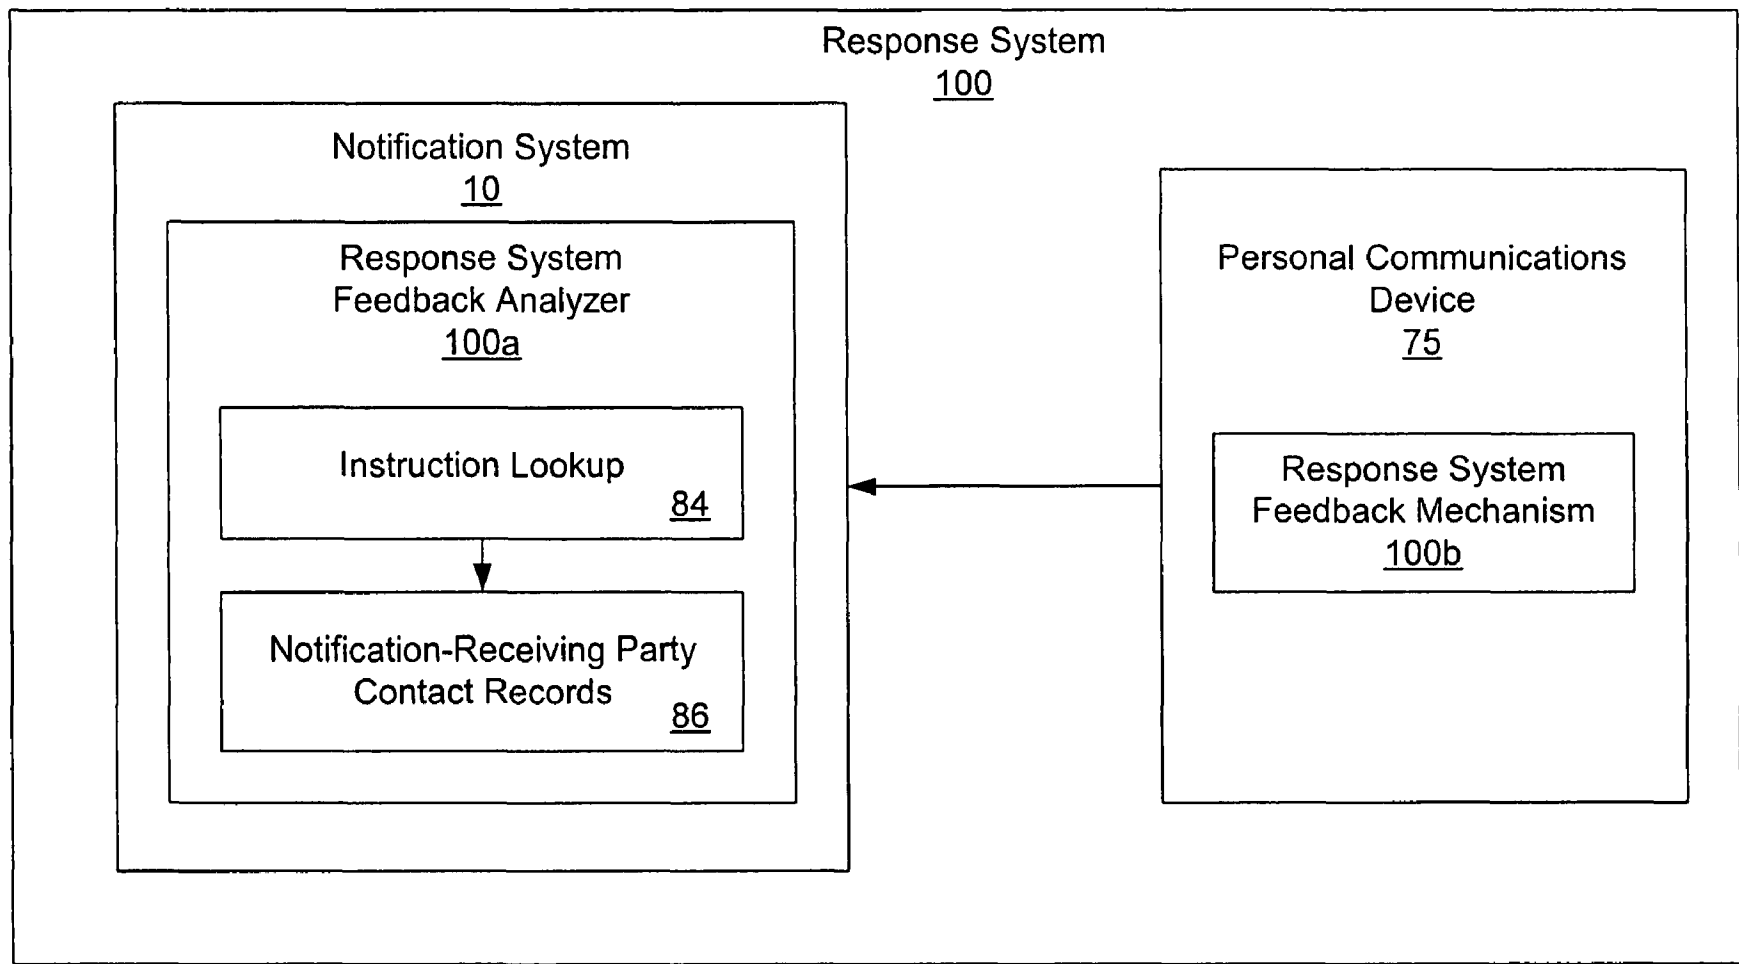 Response System
100
Notification System
10
Response System
Feedback Analyzer
100a
Instruction Lookup
84
Notification-Receiving Party
Contact Records
86
Personal Communications
Device
75
Response System
Feedback Mechanism
100b